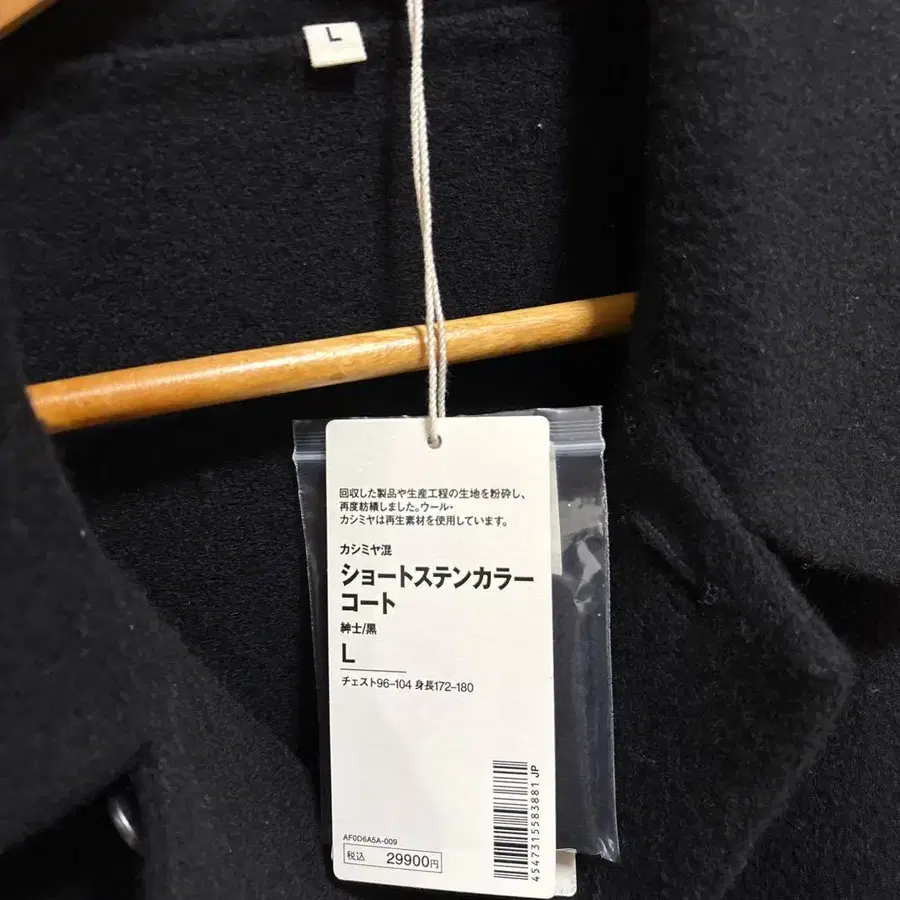 L
回収した製品や生産工程の生地を粉砕し、
再度紡績しました。ウール・
カシミヤは再生素材を使用しています。
カシミヤ混
ショートステンカラー
コート
紳士/黒
L
チェスト96-104 身長172-180
AF0D6A5A-009
税込 29900円
4547315583881 JP